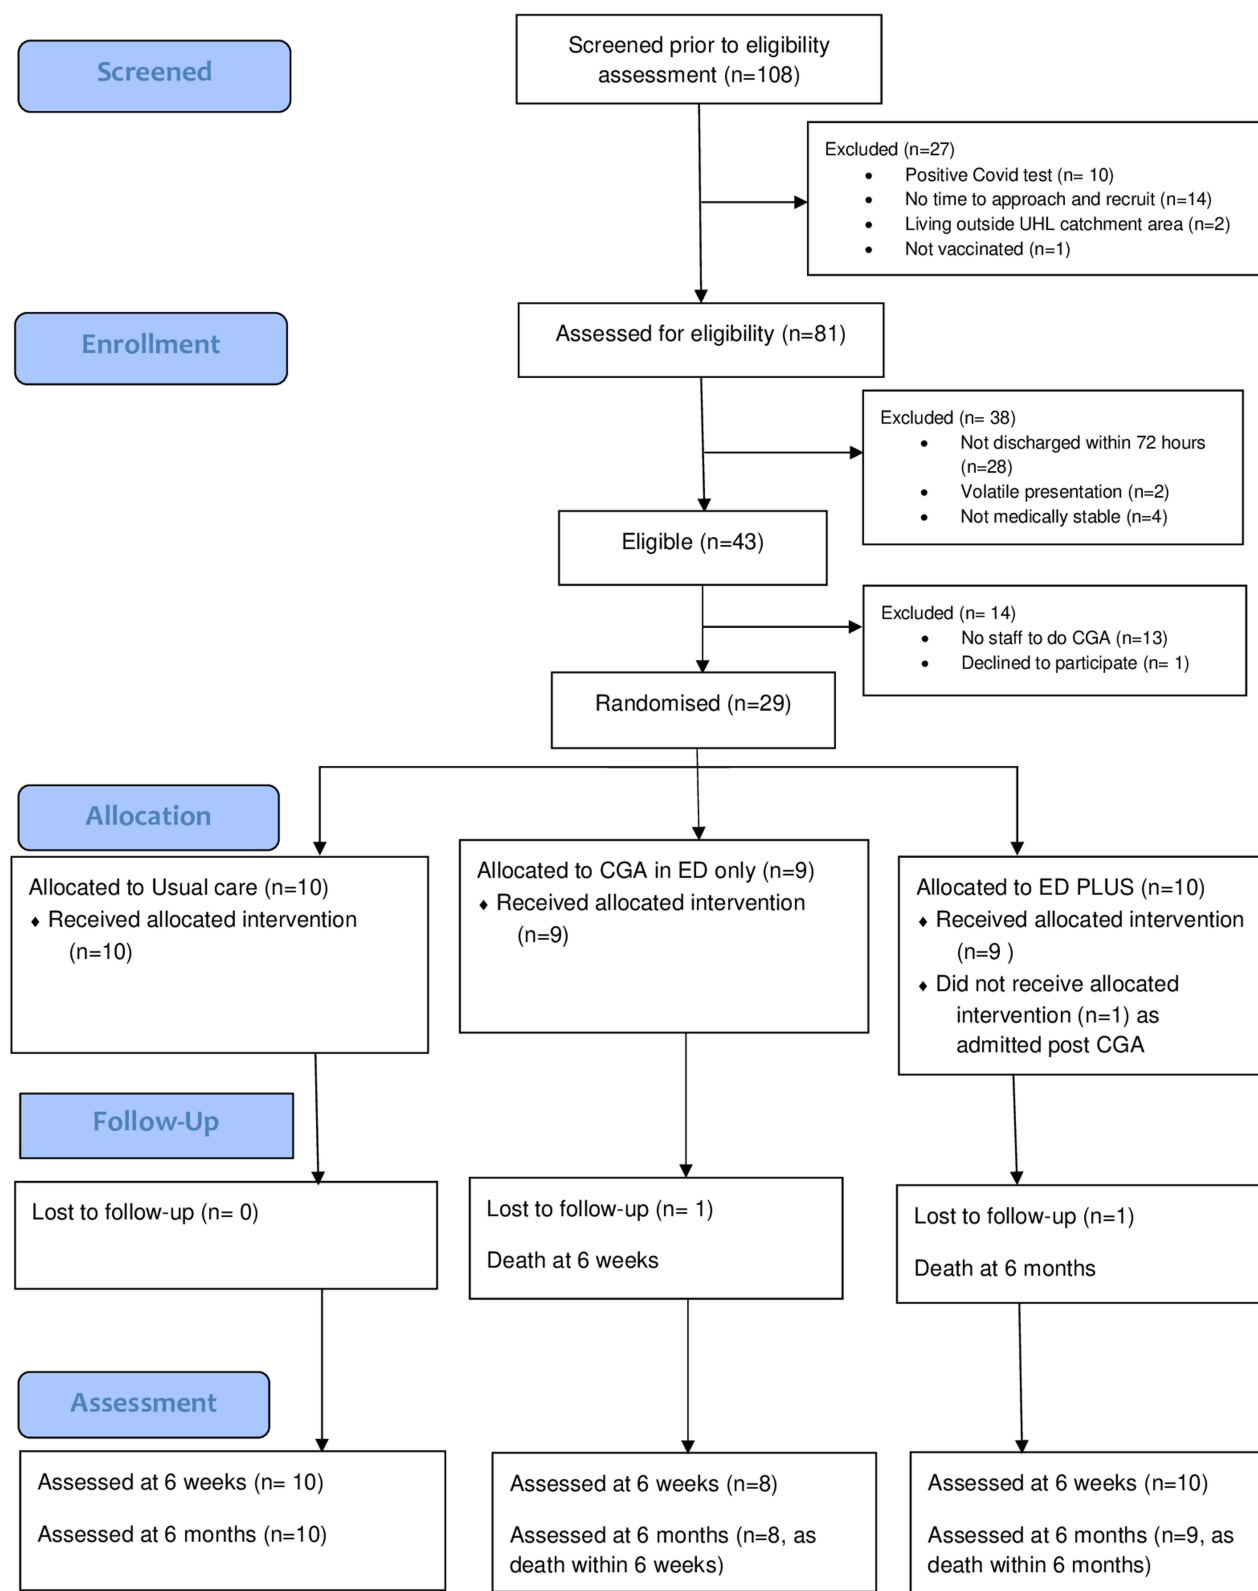 Screened
Screened prior to eligibility
assessment (n=108)
Excluded (n=27)
• Positive Covid test (n= 10)
• No time to approach and recruit (n=14)
• Living outside UHL catchment area (n=2)
• Not vaccinated (n=1)
Enrollment
Assessed for eligibility (n=81)
Excluded (n= 38)
• Not discharged within 72 hours
(n=28)
• Volatile presentation (n=2)
• Not medically stable (n=4)
Eligible (n=43)
Excluded (n= 14)
• No staff to do CGA (n=13)
• Declined to participate (n= 1)
Randomised (n=29)
Allocation
Allocated to Usual care (n=10)
♦ Received allocated intervention
(n=10)
Allocated to CGA in ED only (n=9)
♦ Received allocated intervention
(n=9)
Allocated to ED PLUS (n=10)
♦ Received allocated intervention
(n=9 )
♦ Did not receive allocated
intervention (n=1) as
admitted post CGA
Follow-Up
Lost to follow-up (n= 0)
Lost to follow-up (n= 1)
Death at 6 weeks
Lost to follow-up (n=1)
Death at 6 months
Assessment
Assessed at 6 weeks (n= 10)
Assessed at 6 months (n=10)
Assessed at 6 weeks (n=8)
Assessed at 6 months (n=8, as
death within 6 weeks)
Assessed at 6 weeks (n=10)
Assessed at 6 months (n=9, as
death within 6 months)